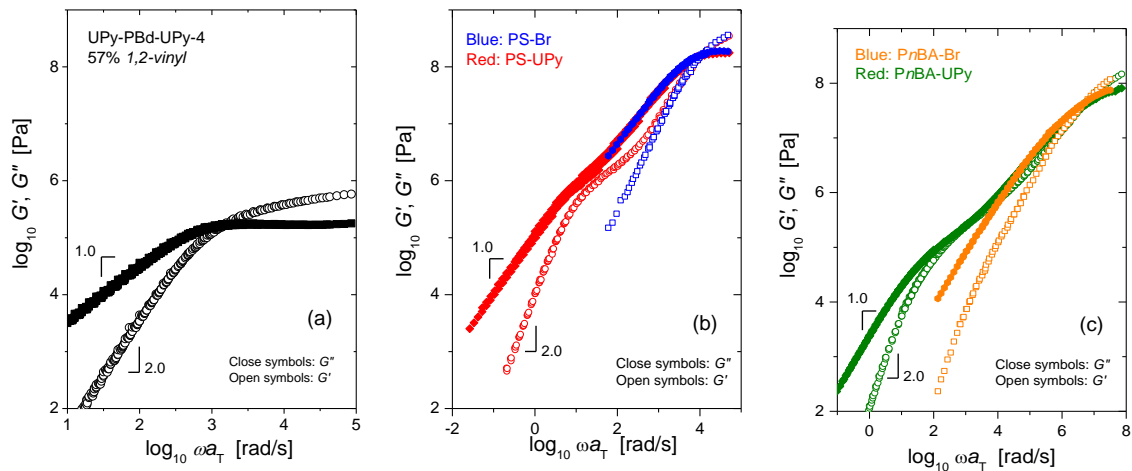 UPy-PBd-UPy-4
57% 1,2-vinyl
log₁₀ G′, G″ [Pa]
8
6
4
2
1.0
2.0
(a)
Close symbols: G″
Open symbols: G′
1 2 3 4 5
log₁₀ ωa_T [rad/s]
Blue: PS-Br
Red: PS-UPy
log₁₀ G′, G″ [Pa]
8
6
4
2
1.0
2.0
(b)
Close symbols: G″
Open symbols: G′
-2 0 2 4
log₁₀ ωa_T [rad/s]
Blue: PnBA-Br
Red: PnBA-UPy
log₁₀ G′, G″ [Pa]
8
6
4
2
1.0
2.0
(c)
Close symbols: G″
Open symbols: G′
0 2 4 6 8
log₁₀ ωa_T [rad/s]